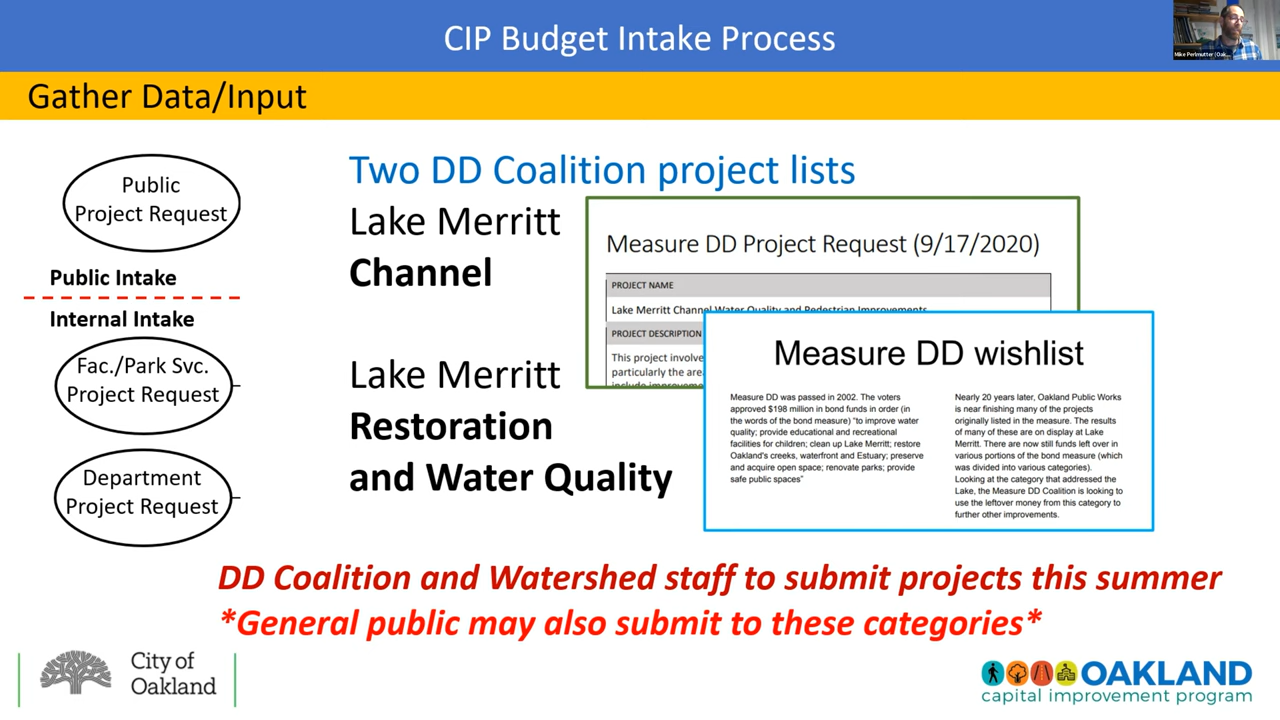 CIP Budget Intake Process
Mike Perlmutter (Oak...
Gather Data/Input
Public
Project Request
Public Intake
Internal Intake
Fac./Park Svc.
Project Request
Department
Project Request
Two DD Coalition project lists
Lake Merritt
Channel
Lake Merritt
Restoration
and Water Quality
Measure DD Project Request (9/17/2020)
PROJECT NAME
Lake Merritt Channel Water Quality and Pedestrian Improvements
PROJECT DESCRIPTION
This project involve
particularly the are
include improveme
Measure DD wishlist
Measure DD was passed in 2002. The voters
approved $198 million in bond funds in order (in
the words of the bond measure) "to improve water
quality; provide educational and recreational
facilities for children; clean up Lake Merritt; restore
Oakland's creeks, waterfront and Estuary; preserve
and acquire open space; renovate parks; provide
safe public spaces"
Nearly 20 years later, Oakland Public Works
is near finishing many of the projects
originally listed in the measure. The results
of many of these are on display at Lake
Merritt. There are now still funds left over in
various portions of the bond measure (which
was divided into various categories).
Looking at the category that addressed the
Lake, the Measure DD Coalition is looking to
use the leftover money from this category to
further other improvements.
DD Coalition and Watershed staff to submit projects this summer
*General public may also submit to these categories*
City of
Oakland
OAKLAND
capital improvement program